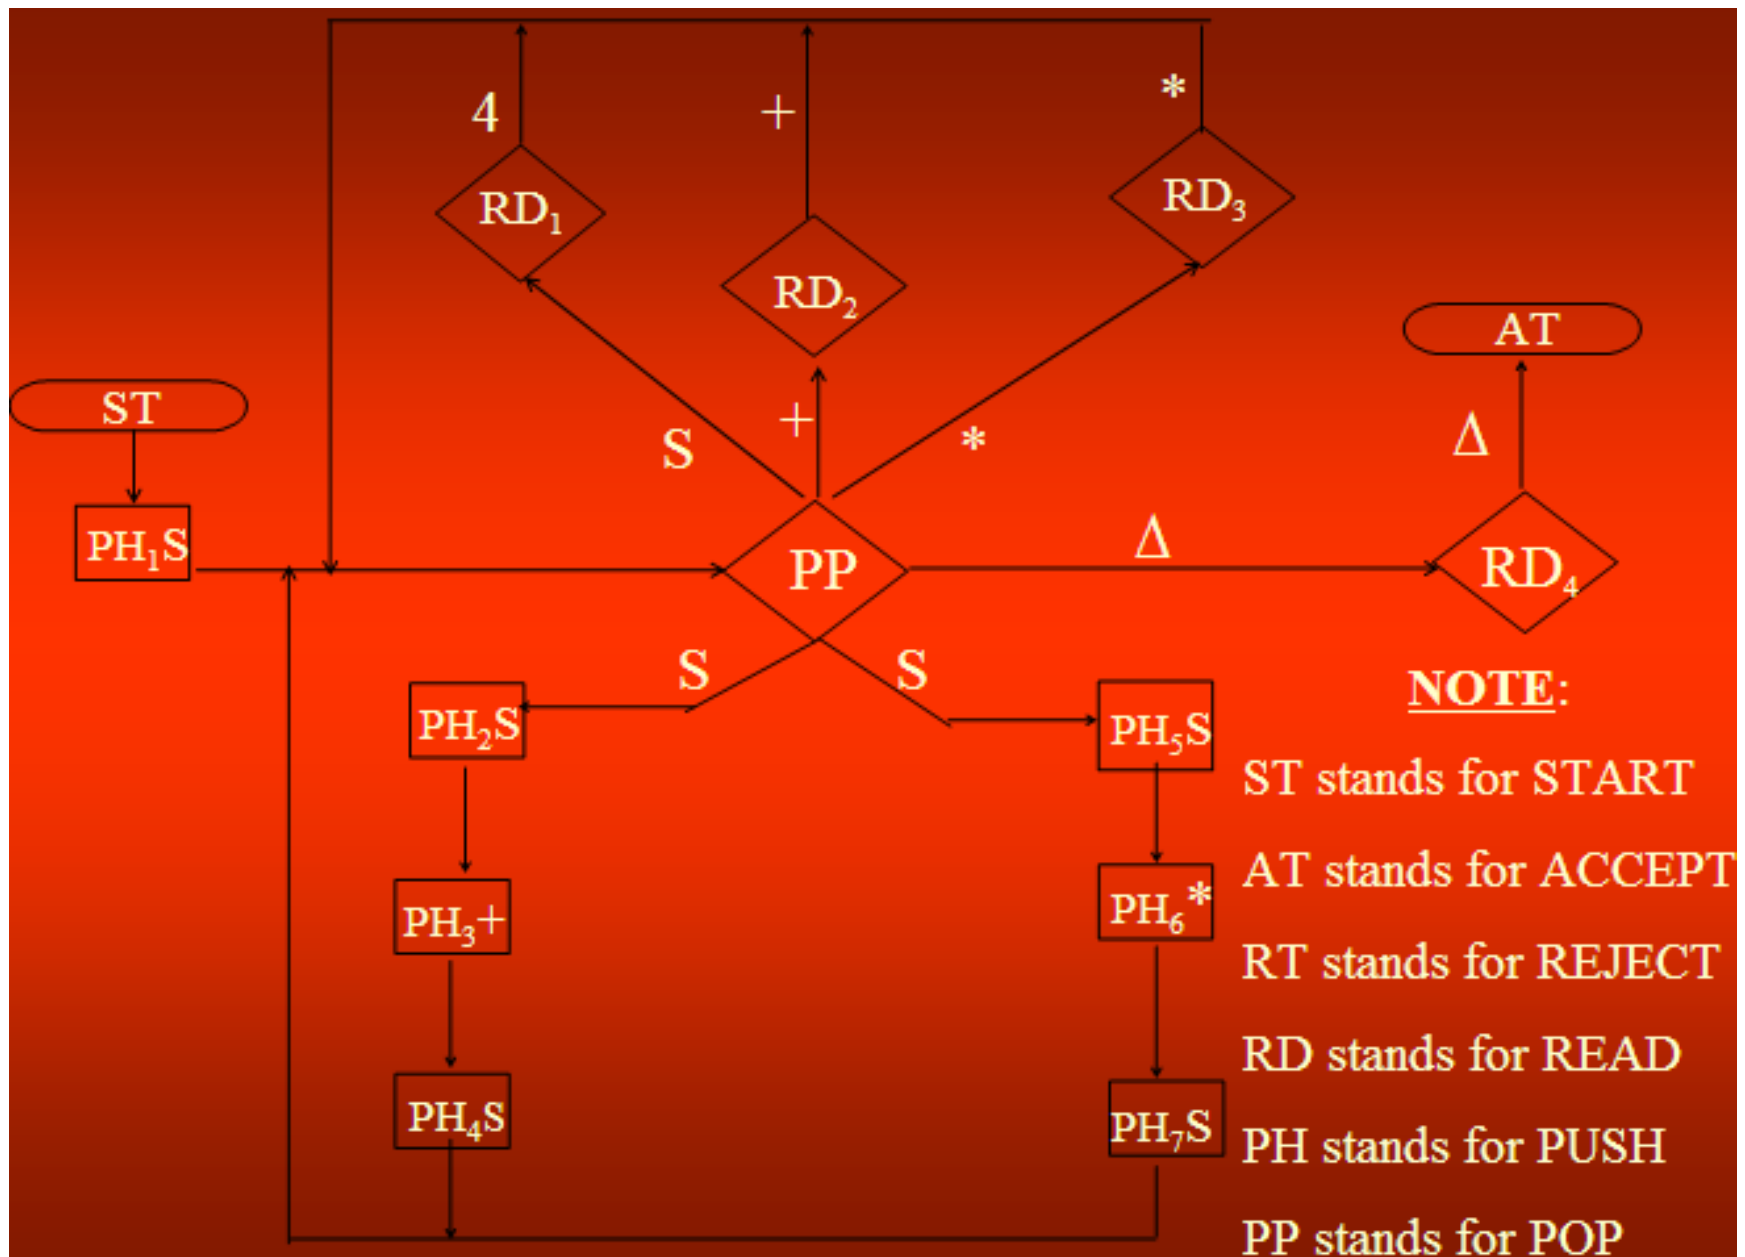 4
+
*
RD₁
RD₂
RD₃
AT
ST
S
+
*
Δ
PH₁S
PP
Δ
RD₄
S
S
PH₂S
PH₅S
NOTE:
ST stands for START
PH₃+
PH₆*
AT stands for ACCEPT
RT stands for REJECT
RD stands for READ
PH₄S
PH₇S
PH stands for PUSH
PP stands for POP